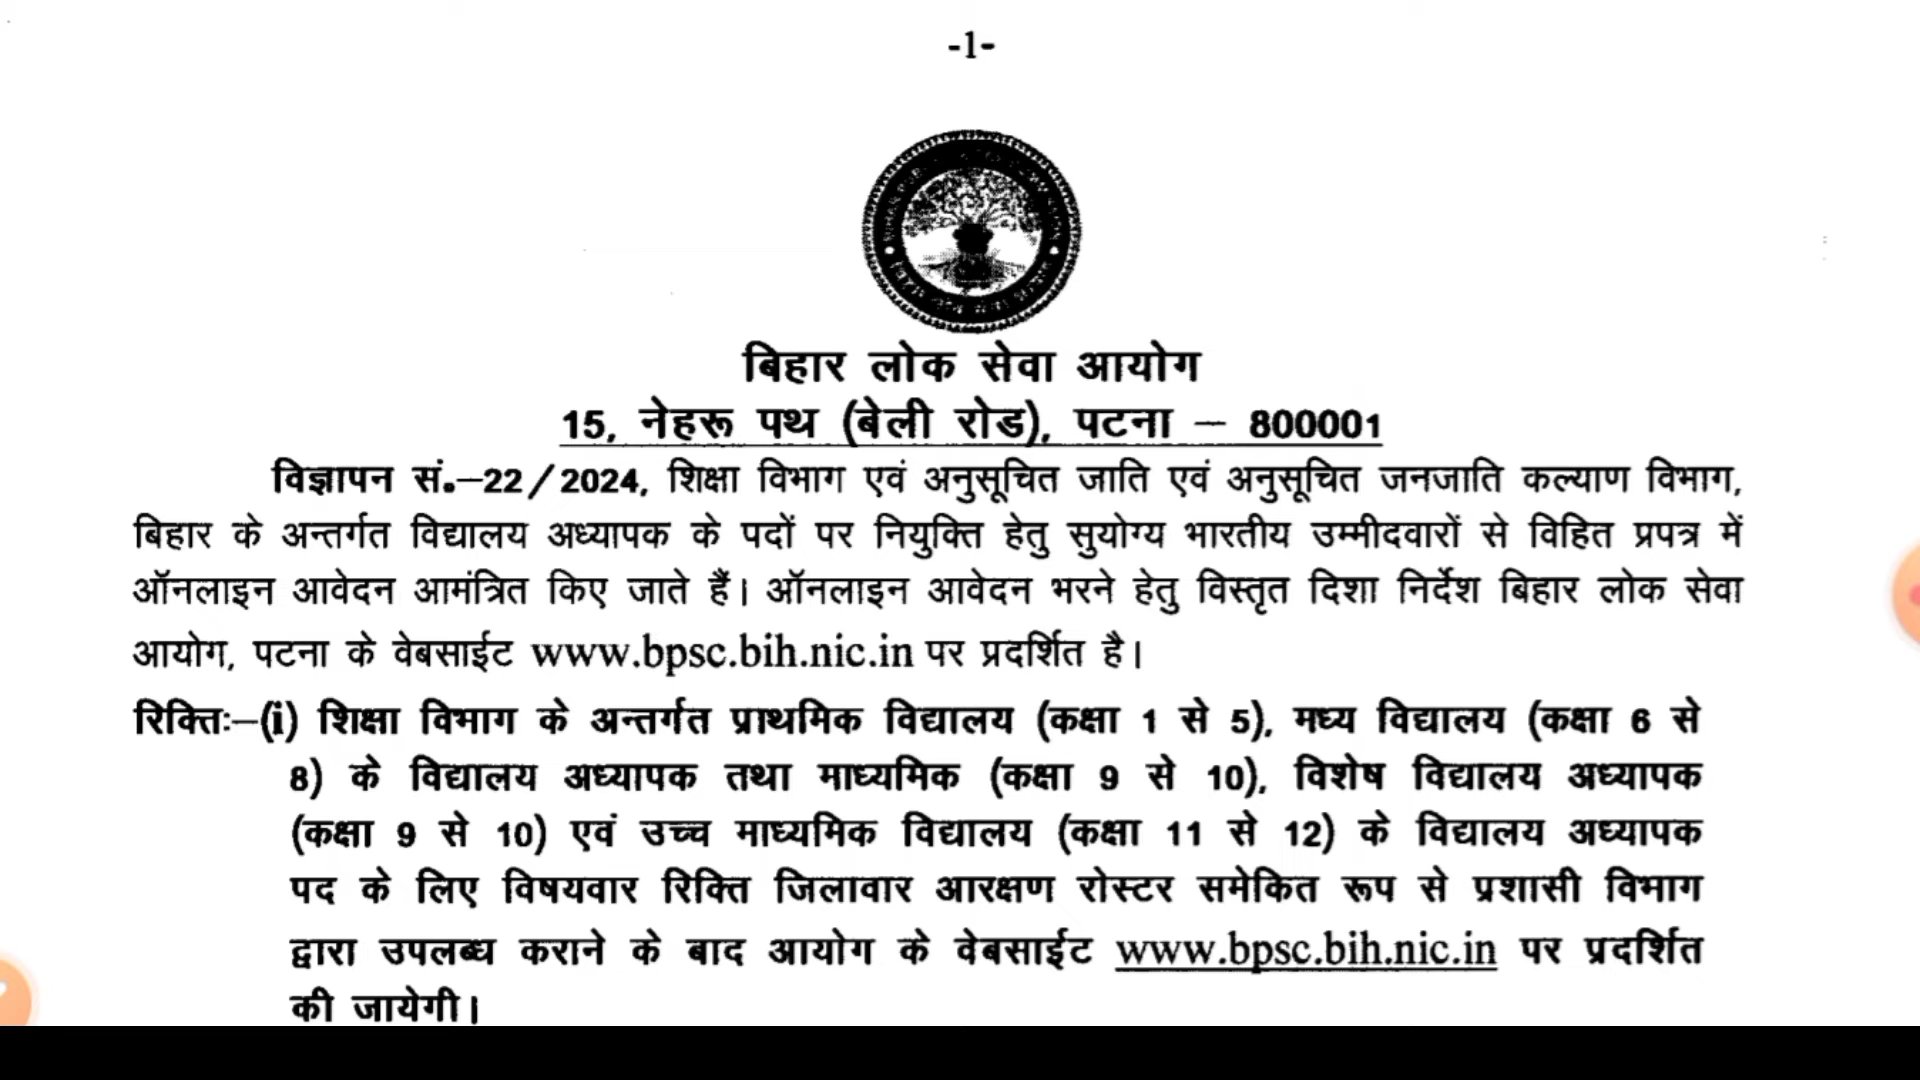 -1-
बिहार लोक सेवा आयोग
15, नेहरू पथ (बेली रोड), पटना – 800001
विज्ञापन सं.–22/2024, शिक्षा विभाग एवं अनुसूचित जाति एवं अनुसूचित जनजाति कल्याण विभाग,
बिहार के अन्तर्गत विद्यालय अध्यापक के पदों पर नियुक्ति हेतु सुयोग्य भारतीय उम्मीदवारों से विहित प्रपत्र में
ऑनलाइन आवेदन आमंत्रित किए जाते हैं। ऑनलाइन आवेदन भरने हेतु विस्तृत दिशा निर्देश बिहार लोक सेवा
आयोग, पटना के वेबसाईट www.bpsc.bih.nic.in पर प्रदर्शित है।
रिक्तिः–(i) शिक्षा विभाग के अन्तर्गत प्राथमिक विद्यालय (कक्षा 1 से 5), मध्य विद्यालय (कक्षा 6 से
8) के विद्यालय अध्यापक तथा माध्यमिक (कक्षा 9 से 10), विशेष विद्यालय अध्यापक
(कक्षा 9 से 10) एवं उच्च माध्यमिक विद्यालय (कक्षा 11 से 12) के विद्यालय अध्यापक
पद के लिए विषयवार रिक्ति जिलावार आरक्षण रोस्टर समेकित रूप से प्रशासी विभाग
द्वारा उपलब्ध कराने के बाद आयोग के वेबसाईट www.bpsc.bih.nic.in पर प्रदर्शित
की जायेगी।